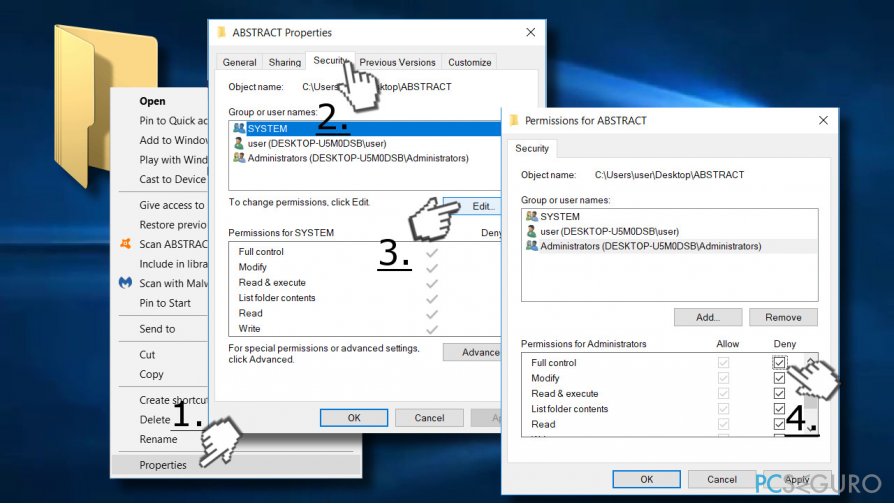 Open
Pin to Quick ac
Add to Window
Play with Wind
Cast to Device
Give access to
Restore previo
Scan ABSTRAC
Include in libra
Scan with Malw
Pin to Start
Send to
Cut
Copy
Create shortcut
Delete
Rename
Properties
1.
ABSTRACT Properties
General Sharing Security Previous Versions Customize
Object name: C:\Users\user\Desktop\ABSTRACT
Group or user names:
2.
SYSTEM
user (DESKTOP-U5M0DSB\user)
Administrators (DESKTOP-U5M0DSB\Administrators)
To change permissions, click Edit.
Edit...
3.
Permissions for SYSTEM Deny
Full control
Modify
Read & execute
List folder contents
Read
Write
For special permissions or advanced settings,
click Advanced.
Advance
OK Cancel Ap
Permissions for ABSTRACT
Security
Object name: C:\Users\user\Desktop\ABSTRACT
Group or user names:
SYSTEM
user (DESKTOP-U5M0DSB\user)
Administrators (DESKTOP-U5M0DSB\Administrators)
Add... Remove
Permissions for Administrators Allow Deny
Full control
Modify
Read & execute
List folder contents
Read
4.
OK Cancel Apply
PCSEGURO